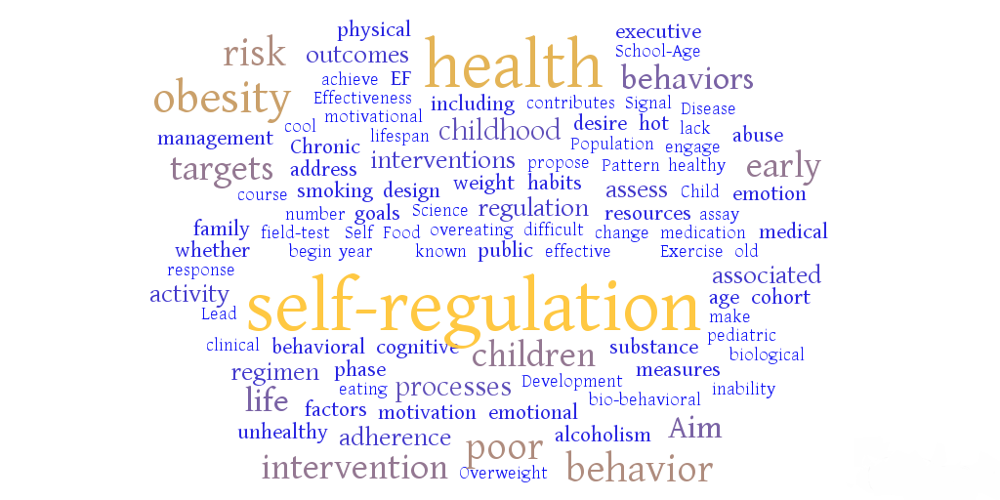 physical executive
risk outcomes health School-Age
achieve EF behaviors
obesity Effectiveness including contributes Signal Disease
motivational
management cool lifespan childhood desire hot lack abuse
Chronic Population engage
targets address interventions propose Pattern healthy early
course smoking design weight habits assess Child emotion
number goals Science regulation resources assay
family field-test Self Food overeating difficult change medication medical
whether begin year known public effective Exercise old
response associated
activity self-regulation age cohort
Lead make
pediatric
clinical behavioral cognitive children substance biological
regimen phase measures
eating processes Development inability
life bio-behavioral
factors motivation emotional
unhealthy adherence alcoholism Aim
poor
intervention Overweight behavior